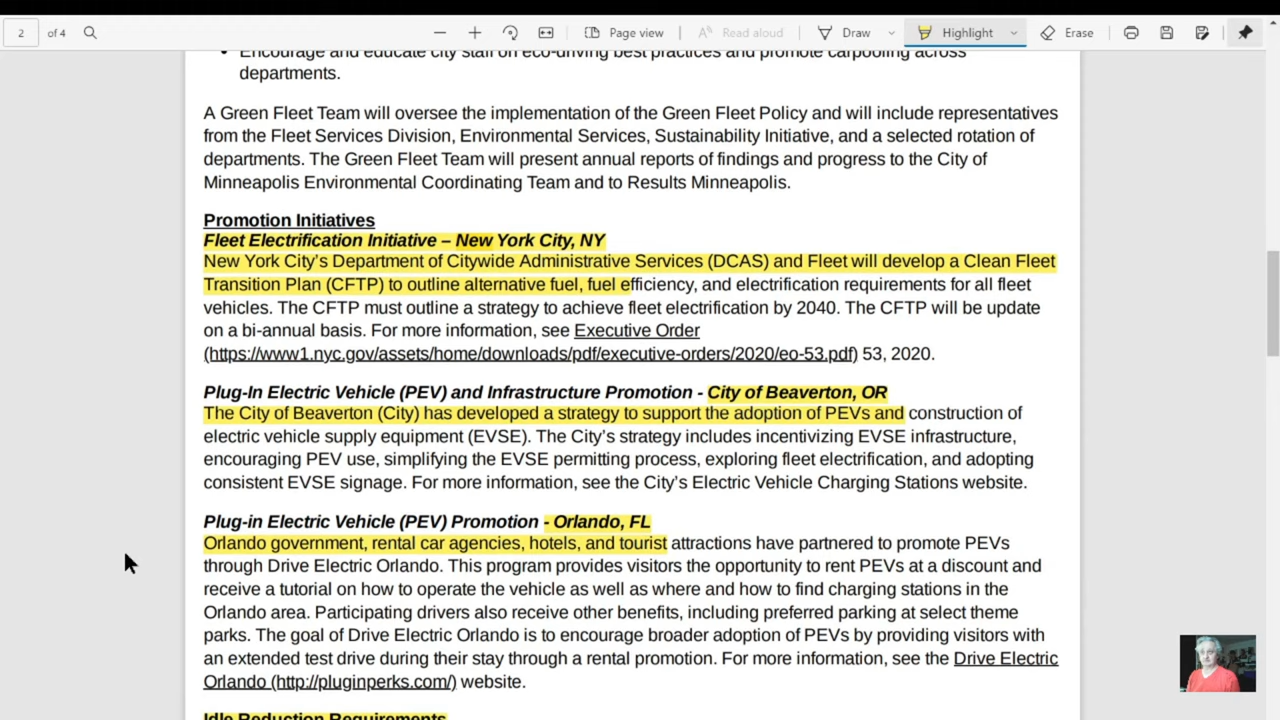 2
of 4
Page view
Read aloud
Draw
Highlight
Erase
Encourage and educate city staff on eco-driving best practices and promote carpooling across
departments.
A Green Fleet Team will oversee the implementation of the Green Fleet Policy and will include representatives
from the Fleet Services Division, Environmental Services, Sustainability Initiative, and a selected rotation of
departments. The Green Fleet Team will present annual reports of findings and progress to the City of
Minneapolis Environmental Coordinating Team and to Results Minneapolis.
Promotion Initiatives
Fleet Electrification Initiative – New York City, NY
New York City's Department of Citywide Administrative Services (DCAS) and Fleet will develop a Clean Fleet
Transition Plan (CFTP) to outline alternative fuel, fuel efficiency, and electrification requirements for all fleet
vehicles. The CFTP must outline a strategy to achieve fleet electrification by 2040. The CFTP will be update
on a bi-annual basis. For more information, see Executive Order
(https://www1.nyc.gov/assets/home/downloads/pdf/executive-orders/2020/eo-53.pdf) 53, 2020.
Plug-In Electric Vehicle (PEV) and Infrastructure Promotion - City of Beaverton, OR
The City of Beaverton (City) has developed a strategy to support the adoption of PEVs and construction of
electric vehicle supply equipment (EVSE). The City's strategy includes incentivizing EVSE infrastructure,
encouraging PEV use, simplifying the EVSE permitting process, exploring fleet electrification, and adopting
consistent EVSE signage. For more information, see the City's Electric Vehicle Charging Stations website.
Plug-in Electric Vehicle (PEV) Promotion - Orlando, FL
Orlando government, rental car agencies, hotels, and tourist attractions have partnered to promote PEVs
through Drive Electric Orlando. This program provides visitors the opportunity to rent PEVs at a discount and
receive a tutorial on how to operate the vehicle as well as where and how to find charging stations in the
Orlando area. Participating drivers also receive other benefits, including preferred parking at select theme
parks. The goal of Drive Electric Orlando is to encourage broader adoption of PEVs by providing visitors with
an extended test drive during their stay through a rental promotion. For more information, see the Drive Electric
Orlando (http://pluginperks.com/) website.
Idle Reduction Requirements